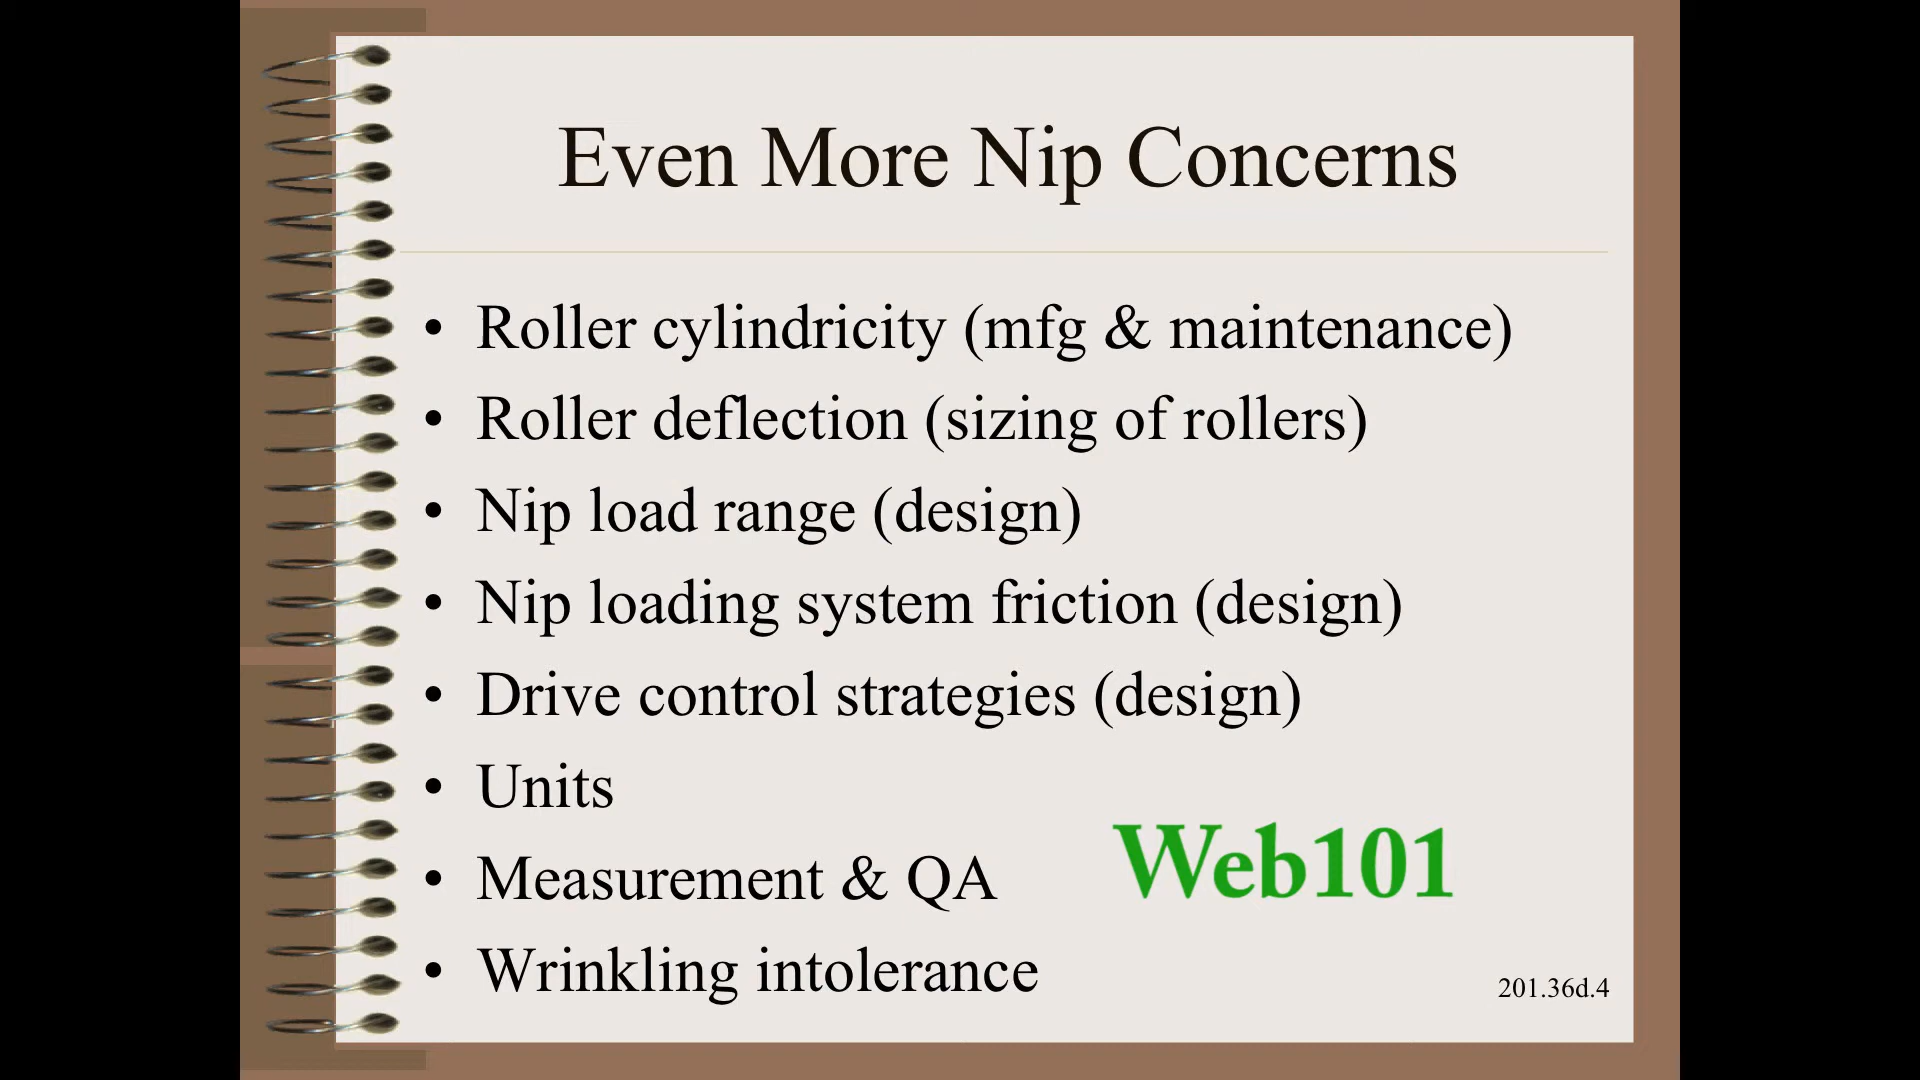 Even More Nip Concerns
• Roller cylindricity (mfg & maintenance)
• Roller deflection (sizing of rollers)
• Nip load range (design)
• Nip loading system friction (design)
• Drive control strategies (design)
• Units
• Measurement & QA
Web101
• Wrinkling intolerance
201.36d.4